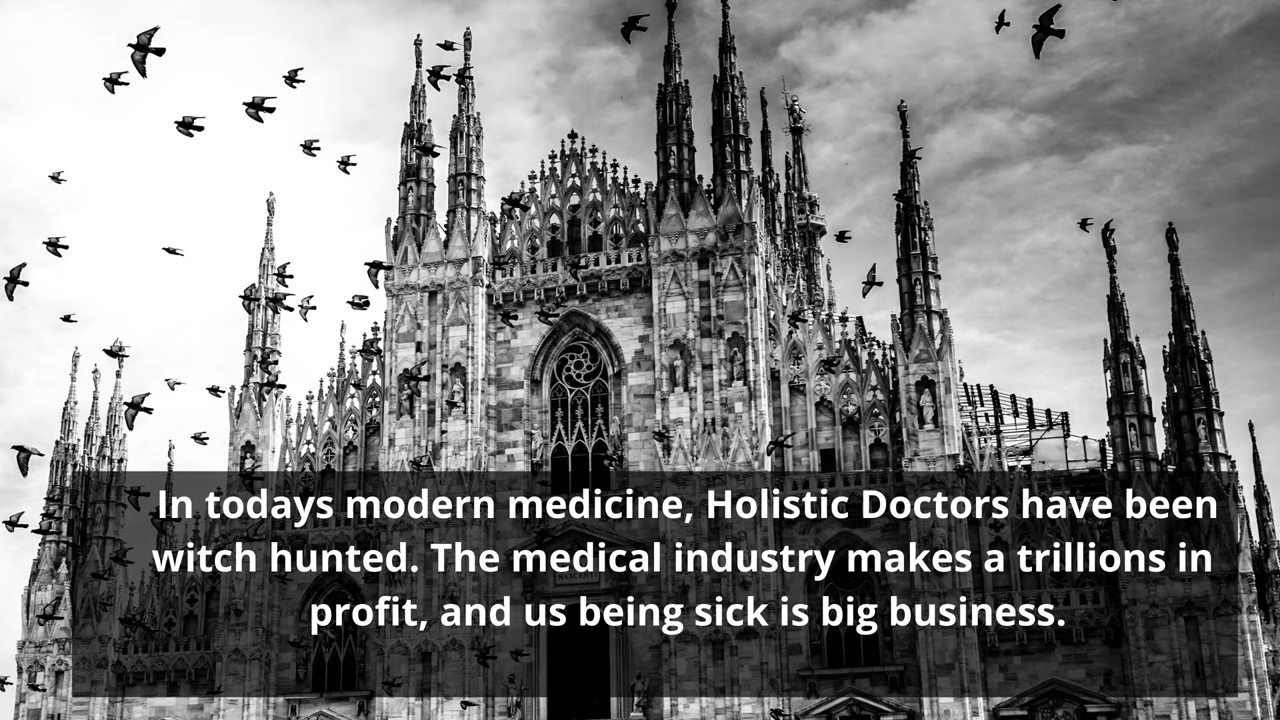 In todays modern medicine, Holistic Doctors have been
witch hunted. The medical industry makes a trillions in
profit, and us being sick is big business.
NASCENTI